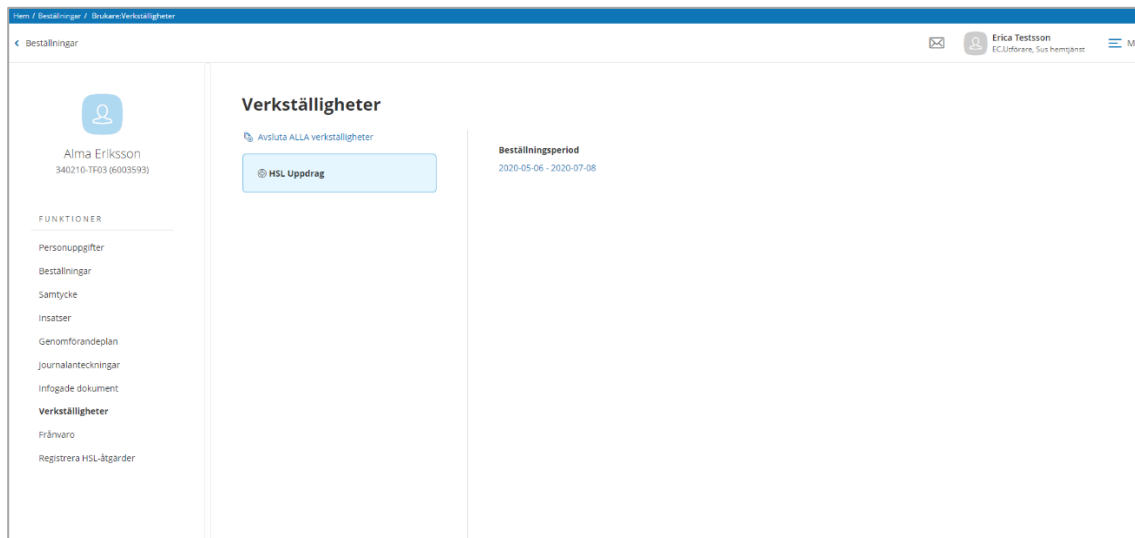 Hem / Beställningar / Brukare:Verkställigheter
Beställningar
Erica Testsson
EC.Utförare, Sus hemtjänst
M
Alma Eriksson
340210-TF03 (6003593)
FUNKTIONER
Personuppgifter
Beställningar
Samtycke
Insatser
Genomförandeplan
Journalanteckningar
Infogade dokument
Verkställigheter
Frånvaro
Registrera HSL-åtgärder
Verkställigheter
Avsluta ALLA verkställigheter
HSL Uppdrag
Beställningsperiod
2020-05-06 - 2020-07-08